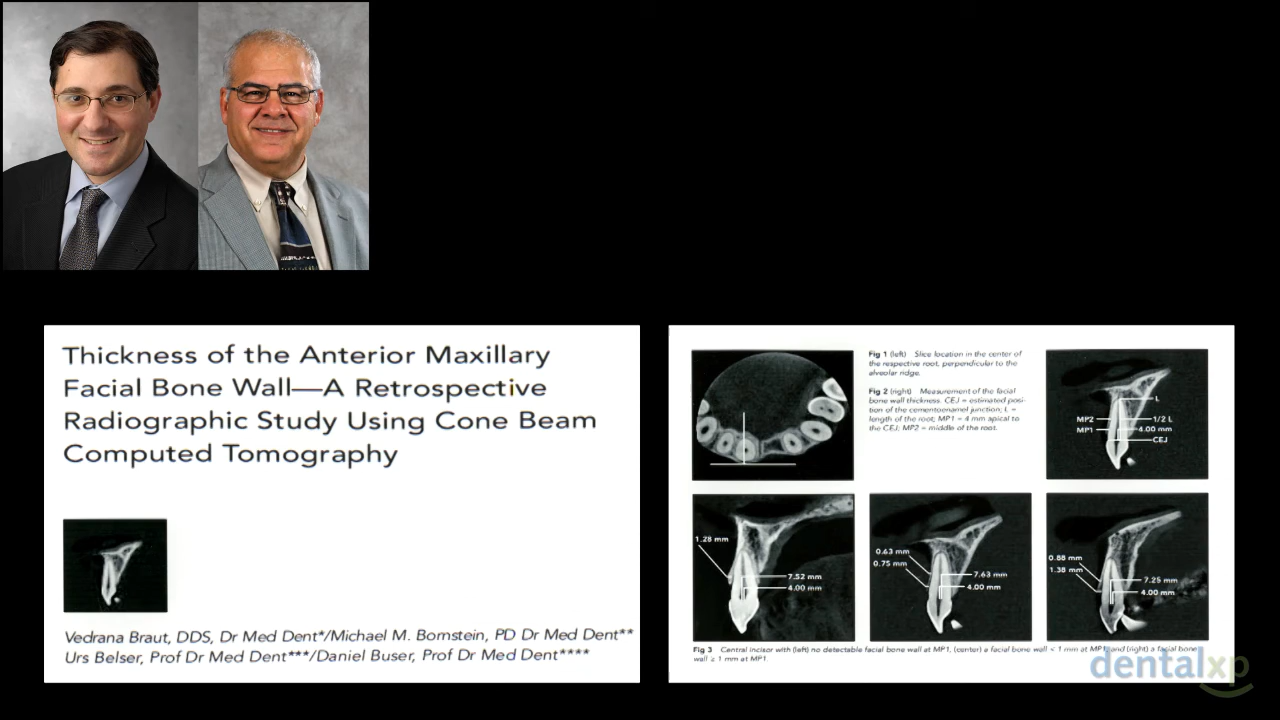 Thickness of the Anterior Maxillary
Facial Bone Wall—A Retrospective
Radiographic Study Using Cone Beam
Computed Tomography
Vedrana Braut, DDS, Dr Med Dent*/Michael M. Bornstein, PD Dr Med Dent**
Urs Belser, Prof Dr Med Dent***/Daniel Buser, Prof Dr Med Dent****
Fig 1 (left) Slice location in the center of
the respective root, perpendicular to the
alveolar ridge.
Fig 2 (right) Measurement of the facial
bone wall thickness. CEJ = estimated posi-
tion of the cementoenamel junction; L =
length of the root; MP1 = 4 mm apical to
the CEJ; MP2 = middle of the root.
L
MP2
1/2 L
MP1
4.00 mm
CEJ
1.28 mm
7.52 mm
4.00 mm
0.63 mm
0.75 mm
7.63 mm
4.00 mm
0.88 mm
1.38 mm
7.25 mm
4.00 mm
Fig 3 Central incisor with (left) no detectable facial bone wall at MP1, (center) a facial bone wall < 1 mm at MP1, and (right) a facial bone
wall ≥ 1 mm at MP1.
dentalxp